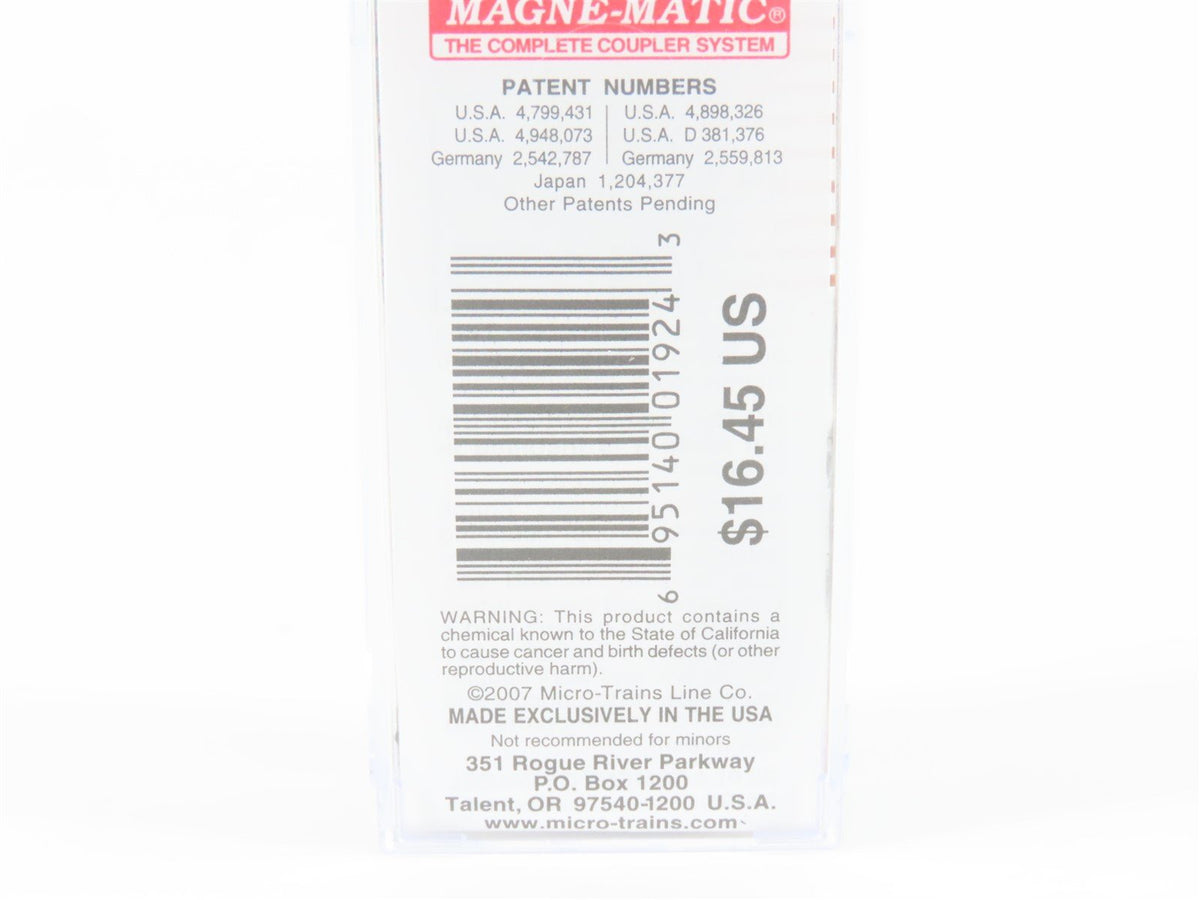 MAGNE-MATIC®
THE COMPLETE COUPLER SYSTEM
PATENT NUMBERS
U.S.A. 4,799,431 | U.S.A. 4,898,326
U.S.A. 4,948,073 | U.S.A. D 381,376
Germany 2,542,787 | Germany 2,559,813
Japan 1,204,377
Other Patents Pending
6 95140 01924 3
$16.45 US
WARNING: This product contains a
chemical known to the State of California
to cause cancer and birth defects (or other
reproductive harm).
©2007 Micro-Trains Line Co.
MADE EXCLUSIVELY IN THE USA
Not recommended for minors
351 Rogue River Parkway
P.O. Box 1200
Talent, OR 97540-1200 U.S.A.
www.micro-trains.com